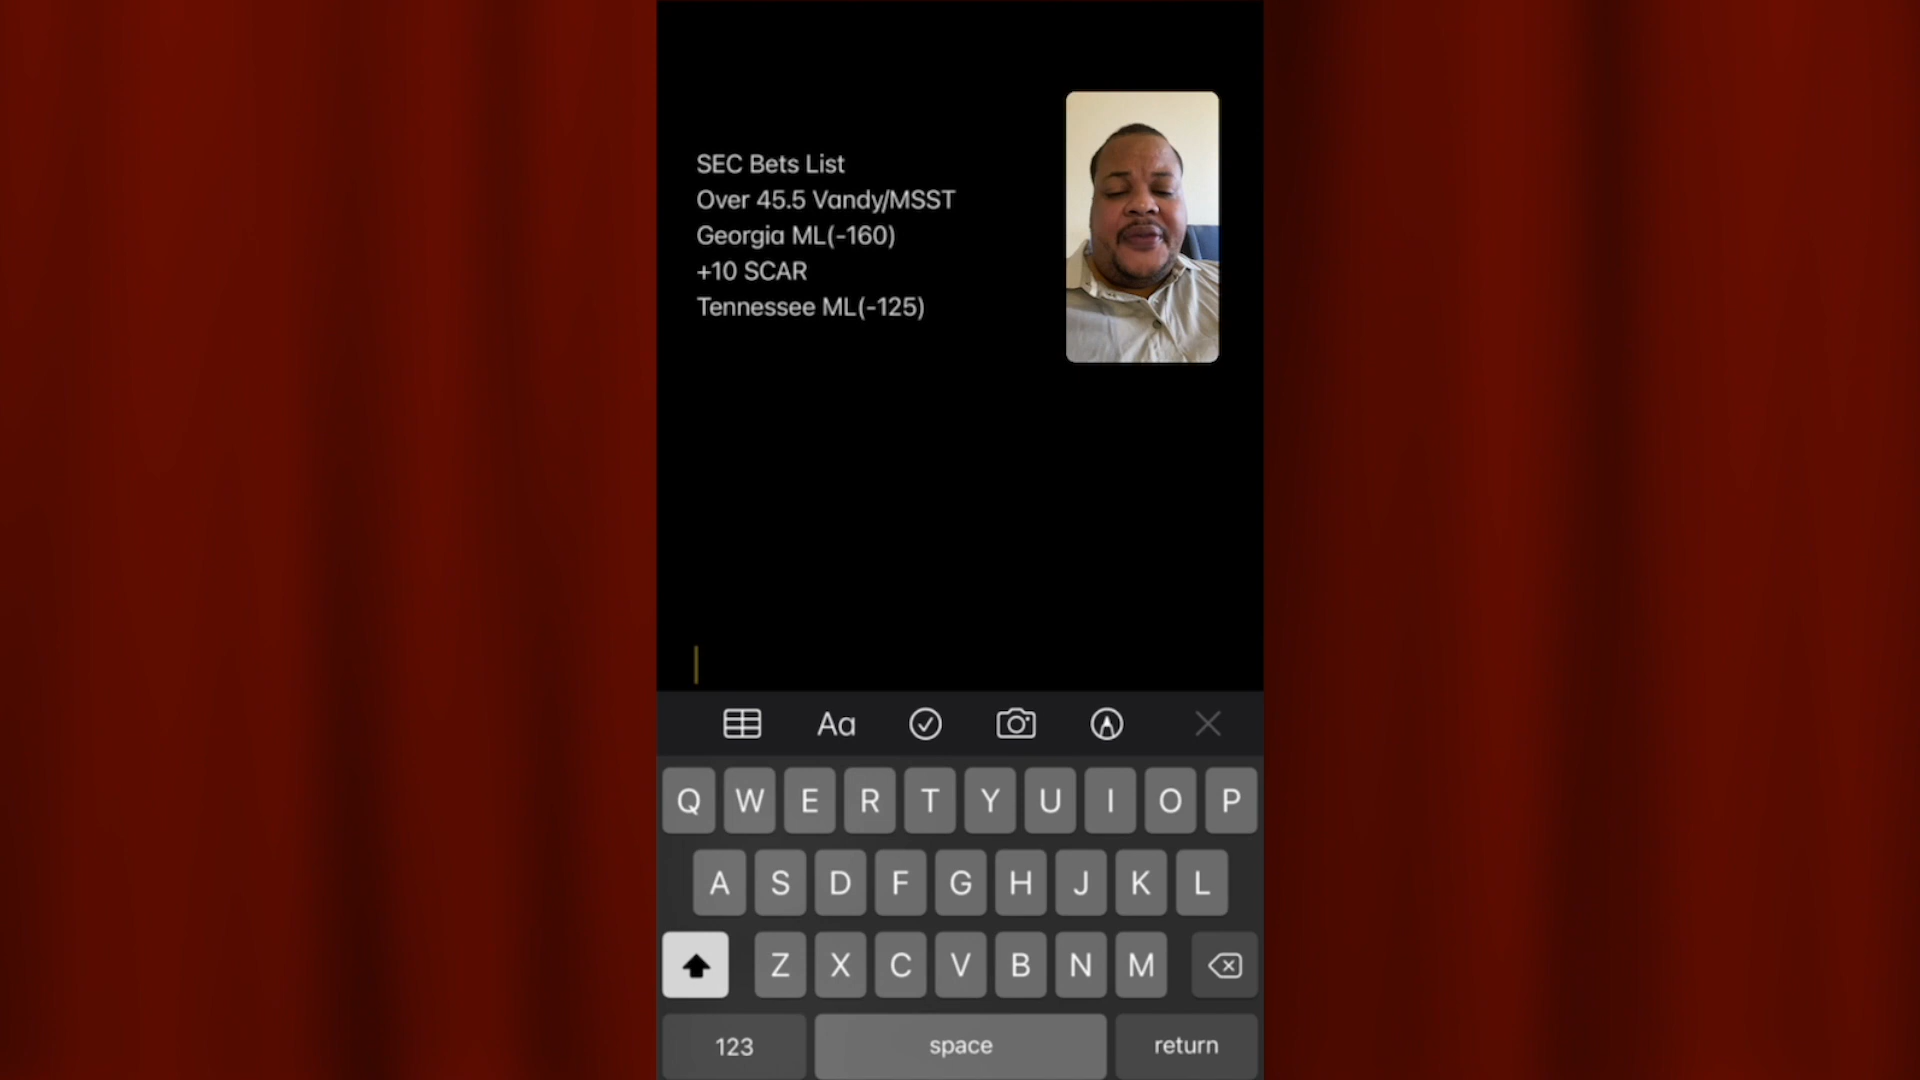 SEC Bets List
Over 45.5 Vandy/MSST
Georgia ML(-160)
+10 SCAR
Tennessee ML(-125)
Aa
Q W E R T Y U I O P
A S D F G H J K L
Z X C V B N M
123 space return